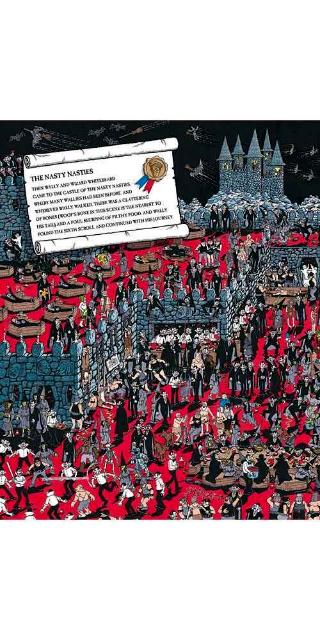 THE NASTY NASTIES
THEN WALLY AND WIZARD WHITEBEARD
CAME TO THE CASTLE OF THE NASTY NASTIES,
WHERE MANY WALLIES HAD BEEN BEFORE. AND
WHEREVER WALLY WALKED, THERE WAS A CLATTERING
OF BONES (WOOF'S BONE IN THIS SCENE IS THE NEAREST TO
HIS TAIL) AND A FOUL SLURPING OF FILTHY FOOD. AND WALLY
FOUND THE SIXTH SCROLL AND CONTINUED WITH HIS JOURNEY.